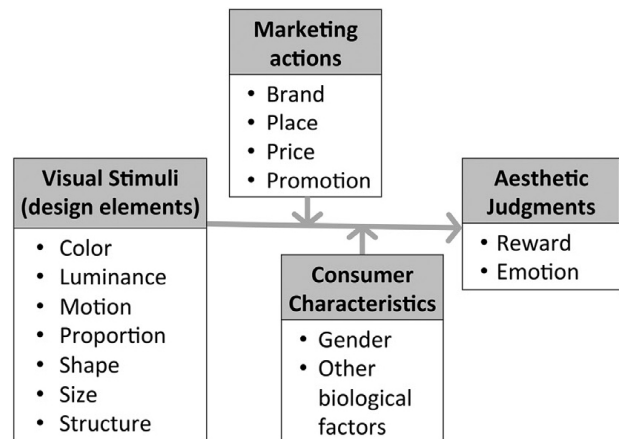 Marketing
actions
• Brand
• Place
• Price
• Promotion
Visual Stimuli
(design elements)
• Color
• Luminance
• Motion
• Proportion
• Shape
• Size
• Structure
Consumer
Characteristics
• Gender
• Other
biological
factors
Aesthetic
Judgments
• Reward
• Emotion